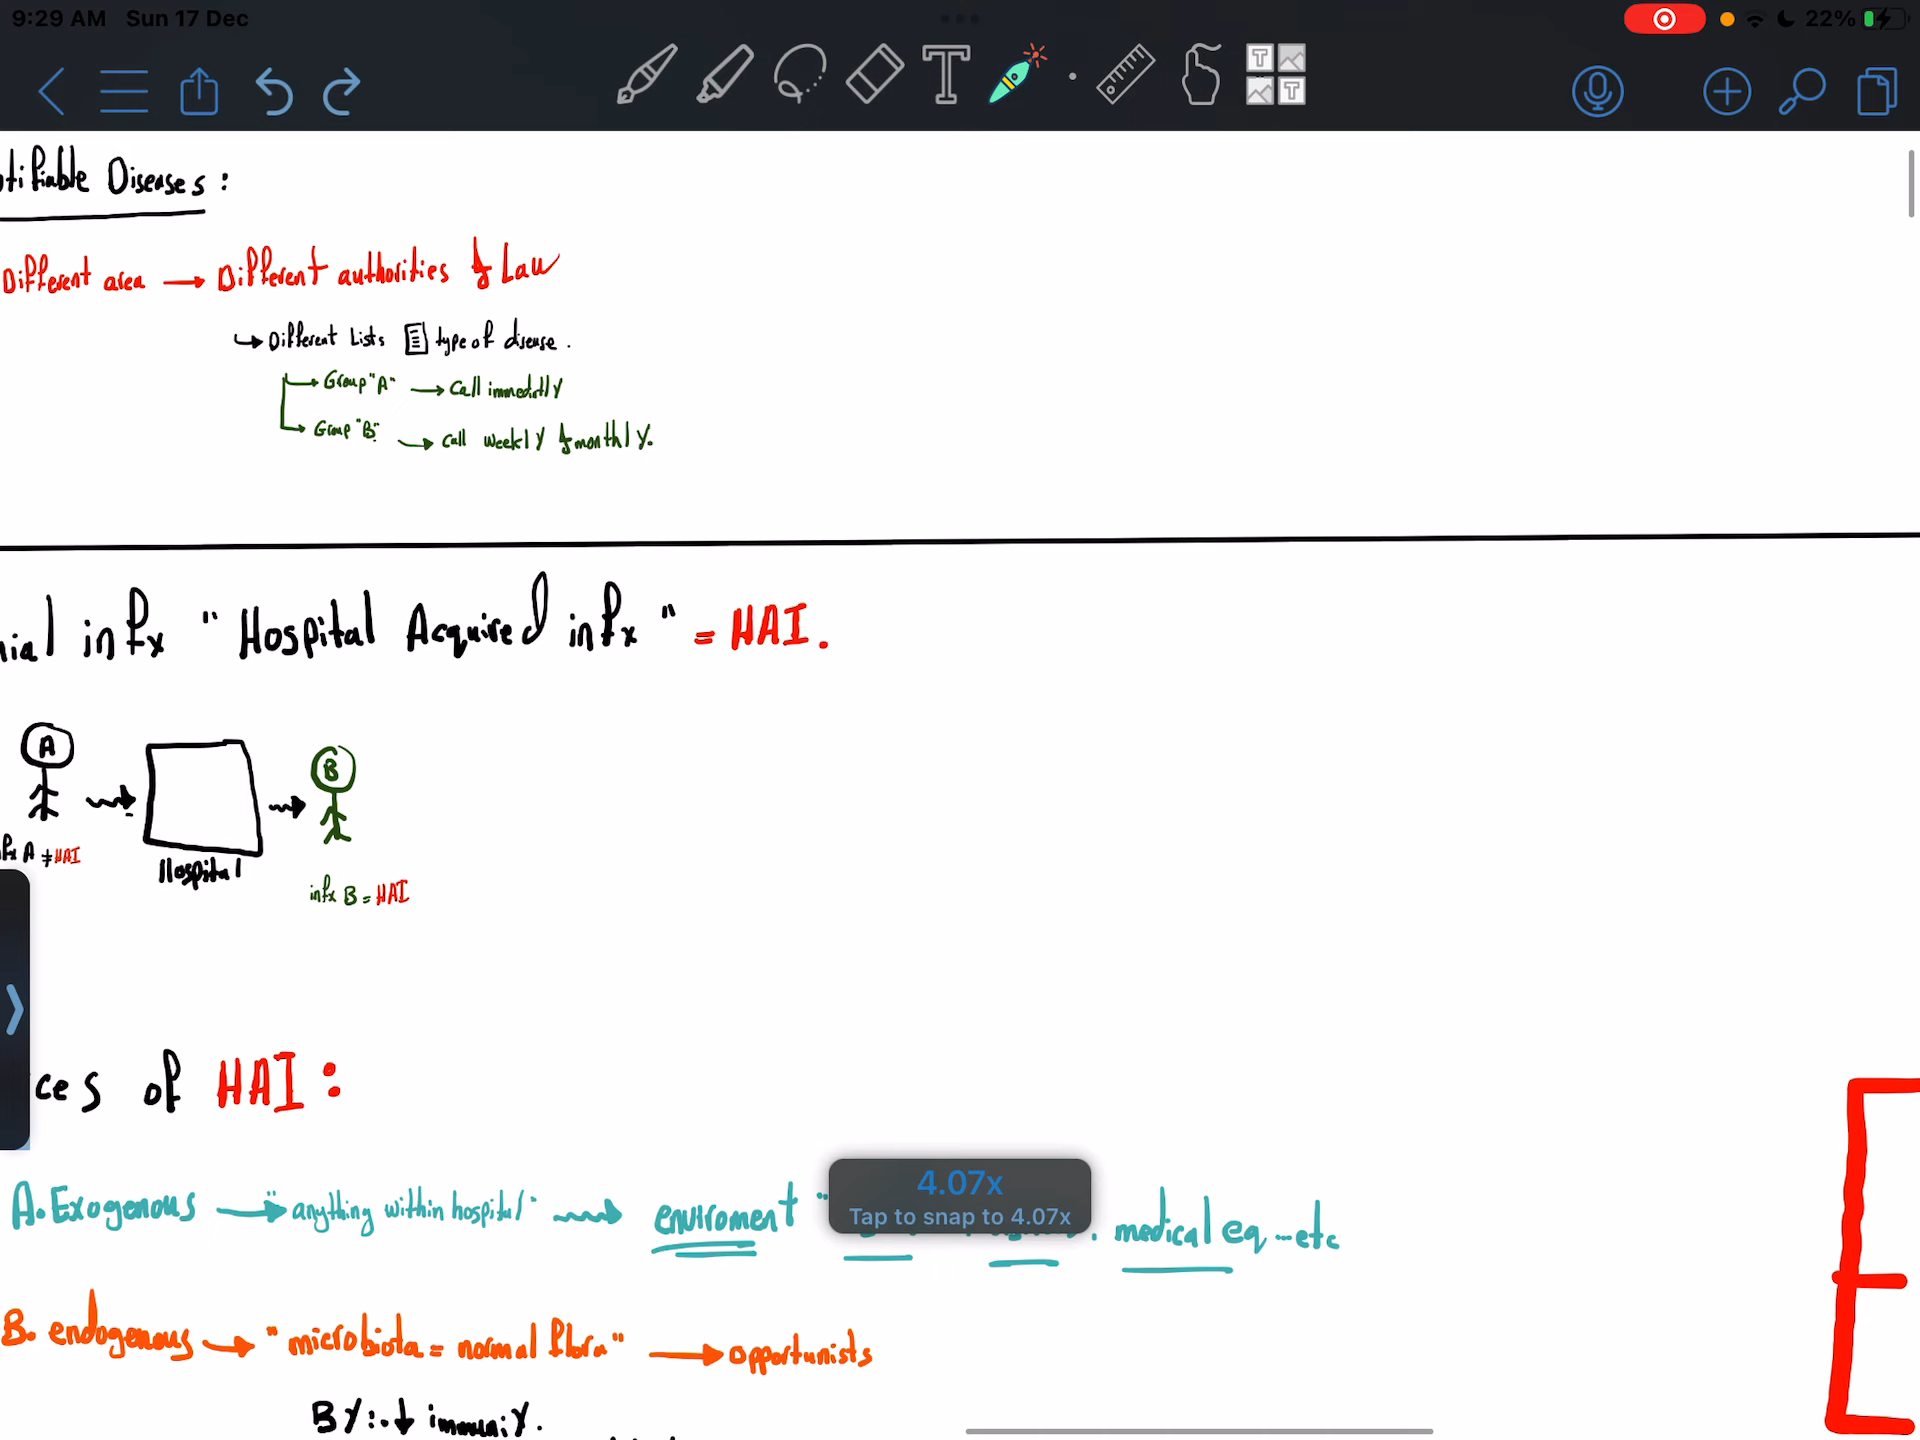 9:29 AM Sun 17 Dec
22%
tifiable Diseases :
Different area → Different authorities & Law
↳ Different Lists type of disease .
→ Group "A" → Call immediatly
→ Group "B" → Call weekly & monthly.
nial infx " Hospital Acquired infx " = HAI .
A
B
fx A ≠ HAI
Hospital
infx B = HAI
ces of HAI :
A. Exogenous → " anything within hospital " → enviroment " . medical eq --etc
4.07x
Tap to snap to 4.07x
B. endogenous → " microbiota = normal flora " → opportunists
BY : . ↓ immunity .